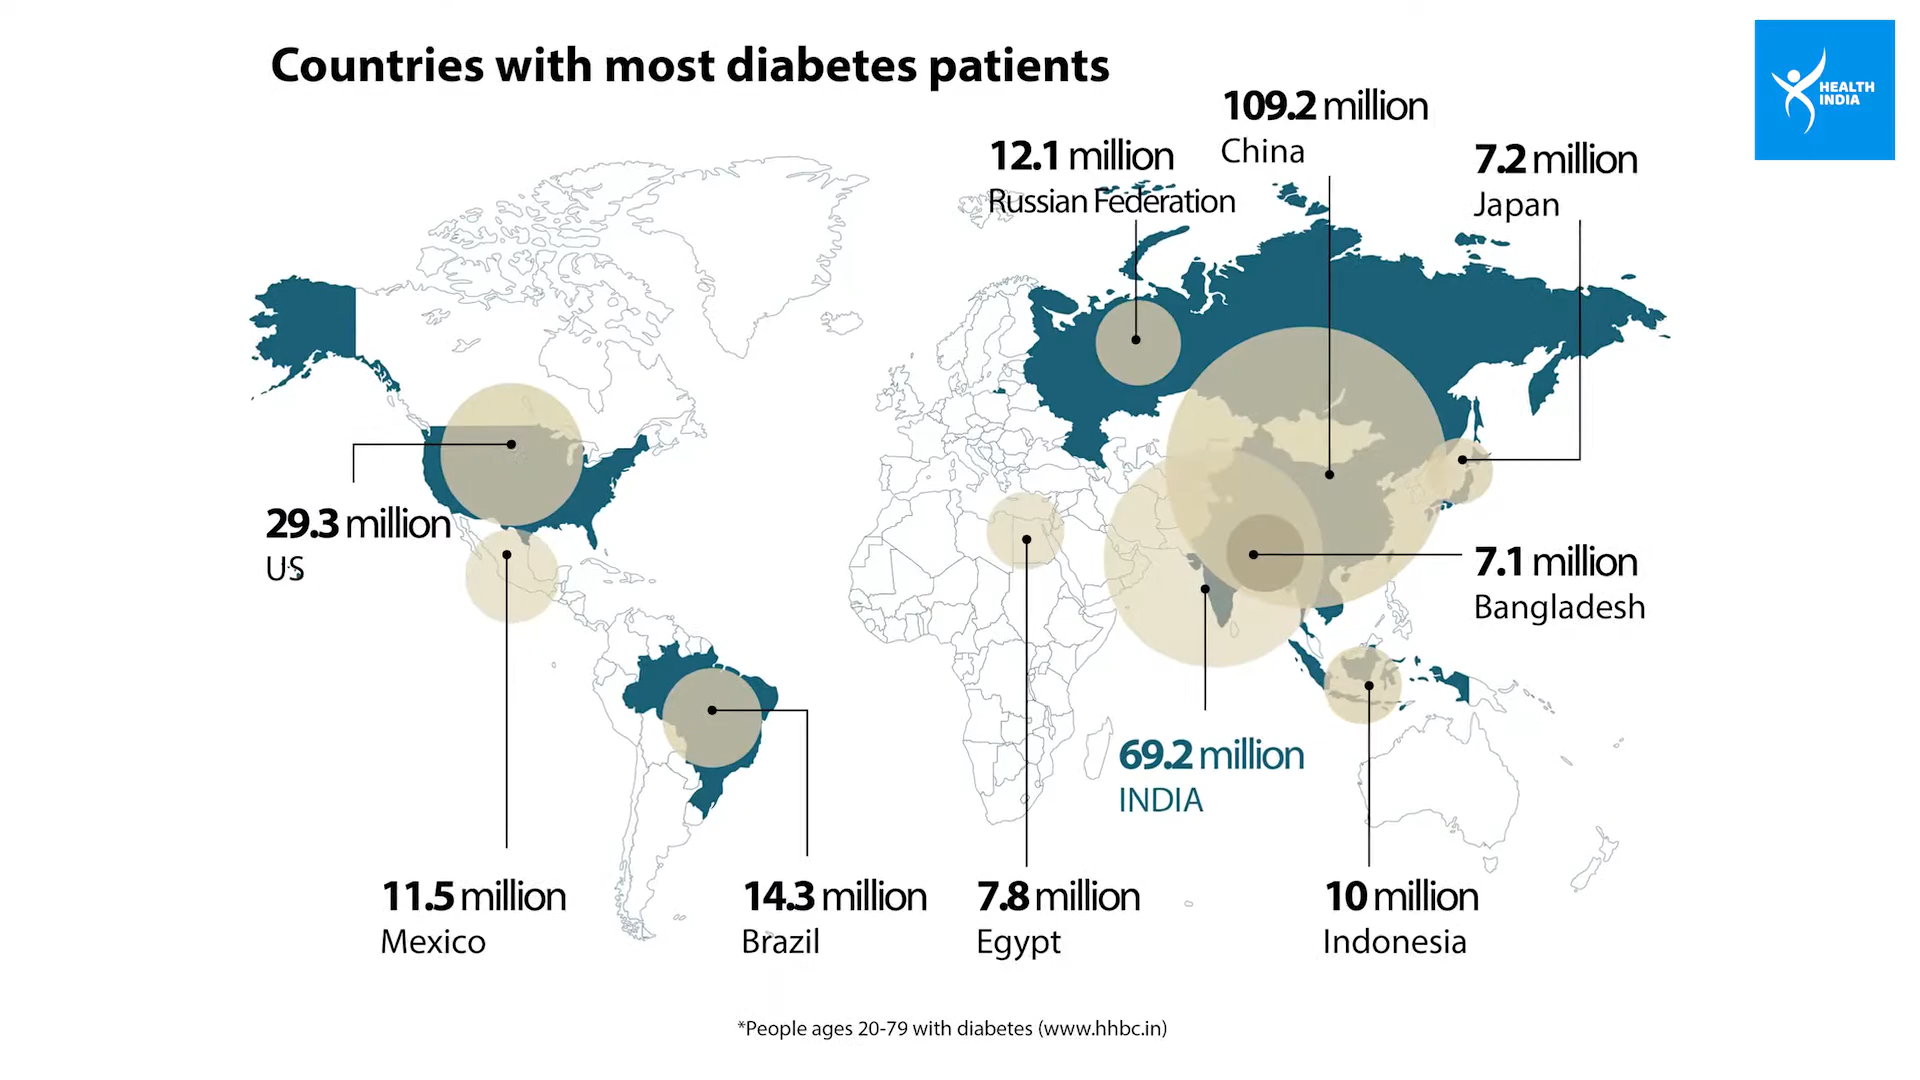 Countries with most diabetes patients
HEALTH
INDIA
109.2 million
China
12.1 million
Russian Federation
7.2 million
Japan
29.3 million
US
7.1 million
Bangladesh
69.2 million
INDIA
11.5 million
Mexico
14.3 million
Brazil
7.8 million
Egypt
10 million
Indonesia
*People ages 20-79 with diabetes (www.hhbc.in)